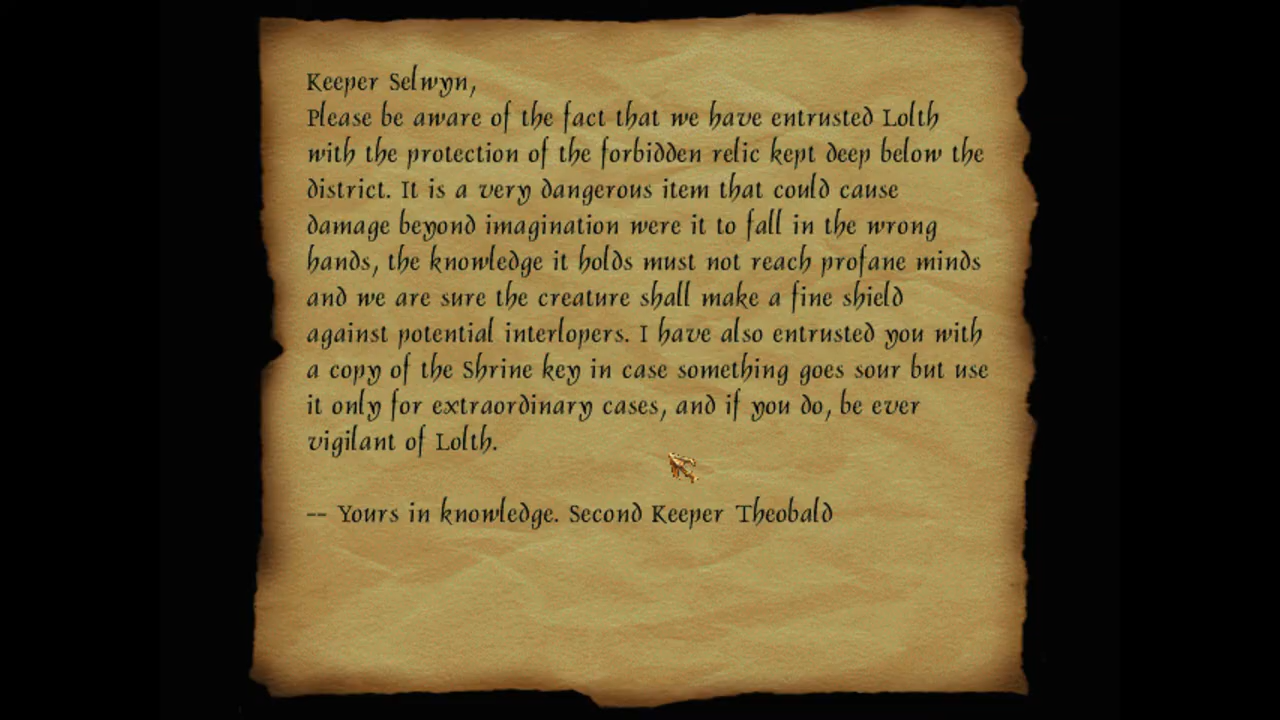 Keeper Selwyn,
Please be aware of the fact that we have entrusted Lolth
with the protection of the forbidden relic kept deep below the
district. It is a very dangerous item that could cause
damage beyond imagination were it to fall in the wrong
hands, the knowledge it holds must not reach profane minds
and we are sure the creature shall make a fine shield
against potential interlopers. I have also entrusted you with
a copy of the Shrine key in case something goes sour but use
it only for extraordinary cases, and if you do, be ever
vigilant of Lolth.
-- Yours in knowledge. Second Keeper Theobald